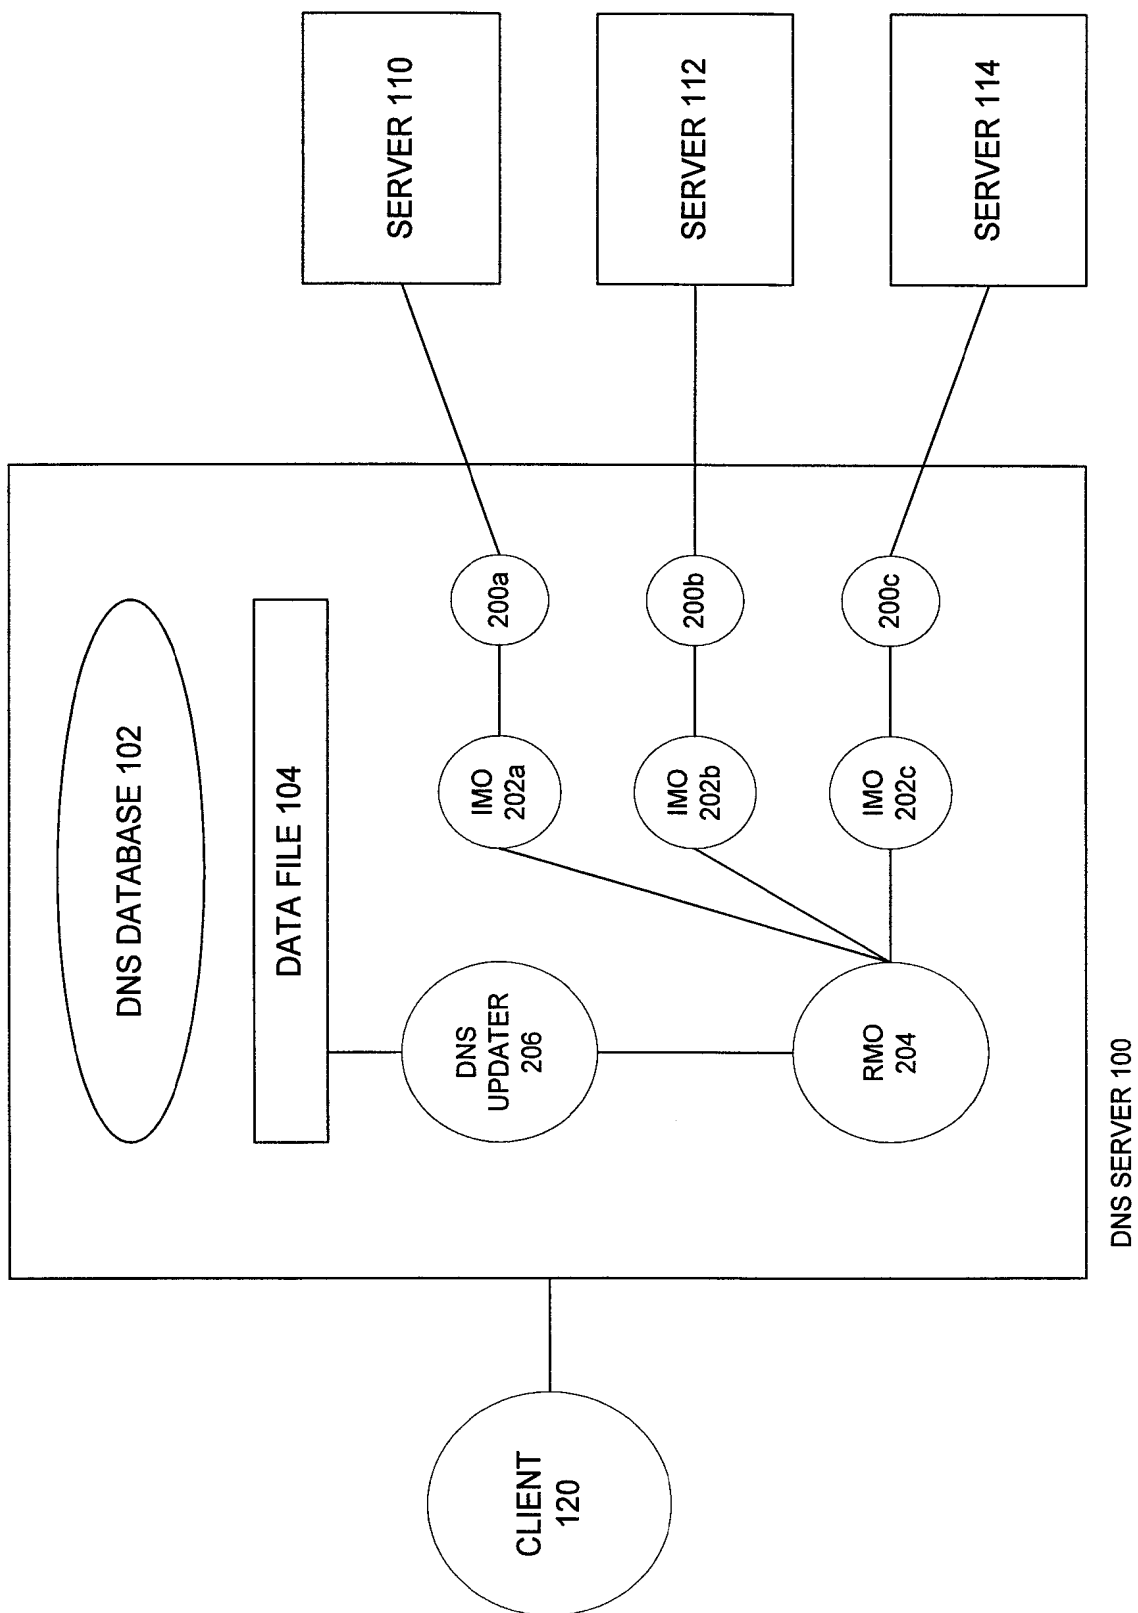 DNS DATABASE 102
DATA FILE 104
DNS
UPDATER
206
RMO
204
IMO
202a
IMO
202b
IMO
202c
200a
200b
200c
SERVER 110
SERVER 112
SERVER 114
CLIENT
120
DNS SERVER 100